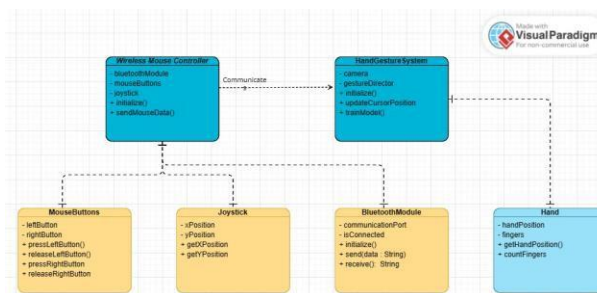 Made with
VisualParadigm
For non-commercial use
Wireless Mouse Controller
- bluetoothModule
- mouseButtons
- joystick
+ initialize()
+ sendMouseData()
Communicate
HandGestureSystem
- camera
- gestureDirector
+ initialize()
+ updateCursorPosition
+ trainModel()
MouseButtons
- leftButton
- rightButton
+ pressLeftButton()
+ releaseLeftButton()
+ pressRightButton
+ releaseRightButton
Joystick
- xPosition
- yPosition
+ getXPosition
+ getYPosition
BluetoothModule
- communicationPort
- isConnected
+ initialize()
+ send(data : String)
+ receive(): String
Hand
- handPosition
- fingers
+ getHandPosition()
+ countFingers